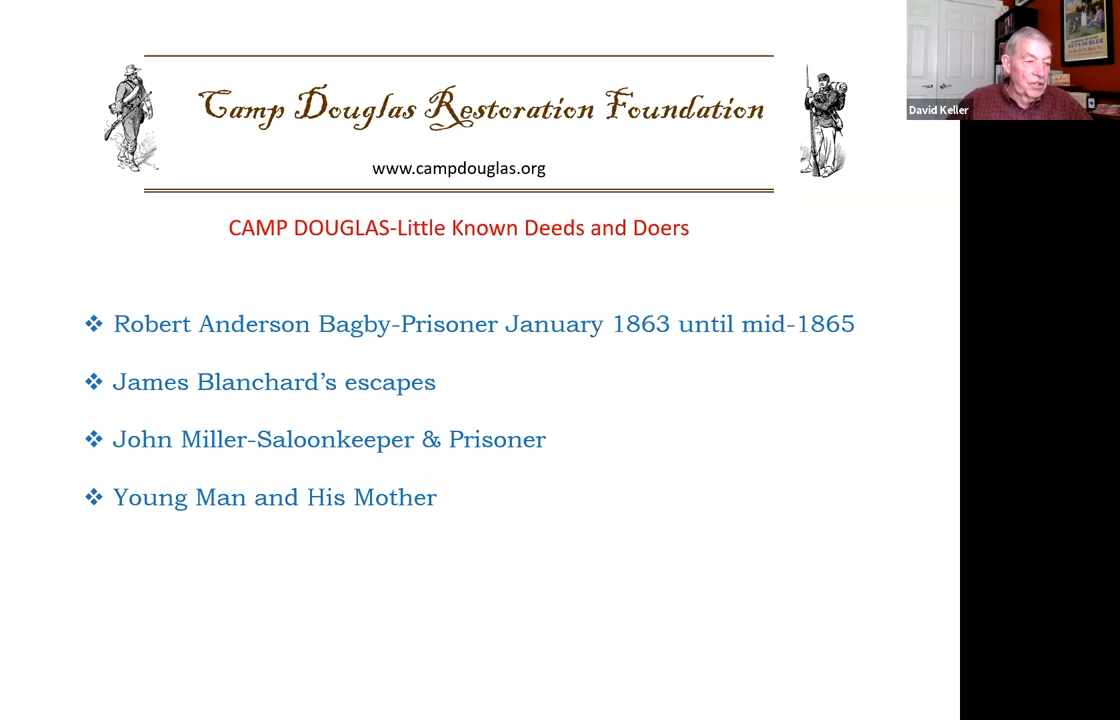 Camp Douglas Restoration Foundation
www.campdouglas.org
David Keller
CAMP DOUGLAS-Little Known Deeds and Doers
❖ Robert Anderson Bagby-Prisoner January 1863 until mid-1865
❖ James Blanchard’s escapes
❖ John Miller-Saloonkeeper & Prisoner
❖ Young Man and His Mother